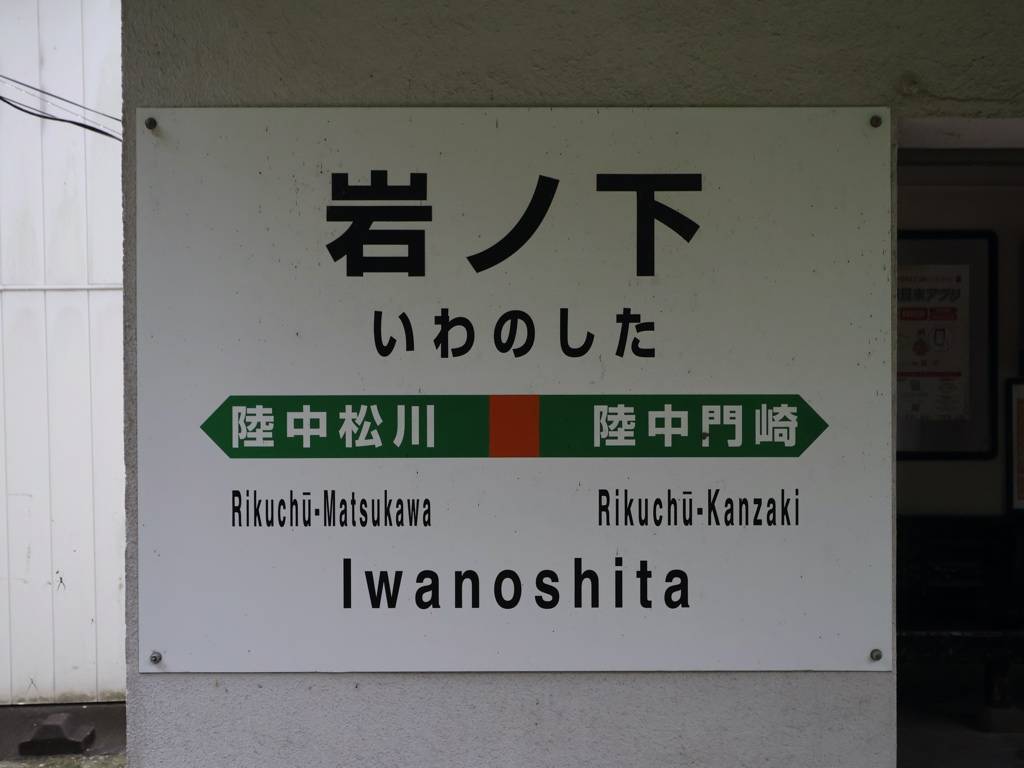 岩ノ下
いわのした
陸中松川 陸中門崎
Rikuchū-Matsukawa Rikuchū-Kanzaki
Iwanoshita